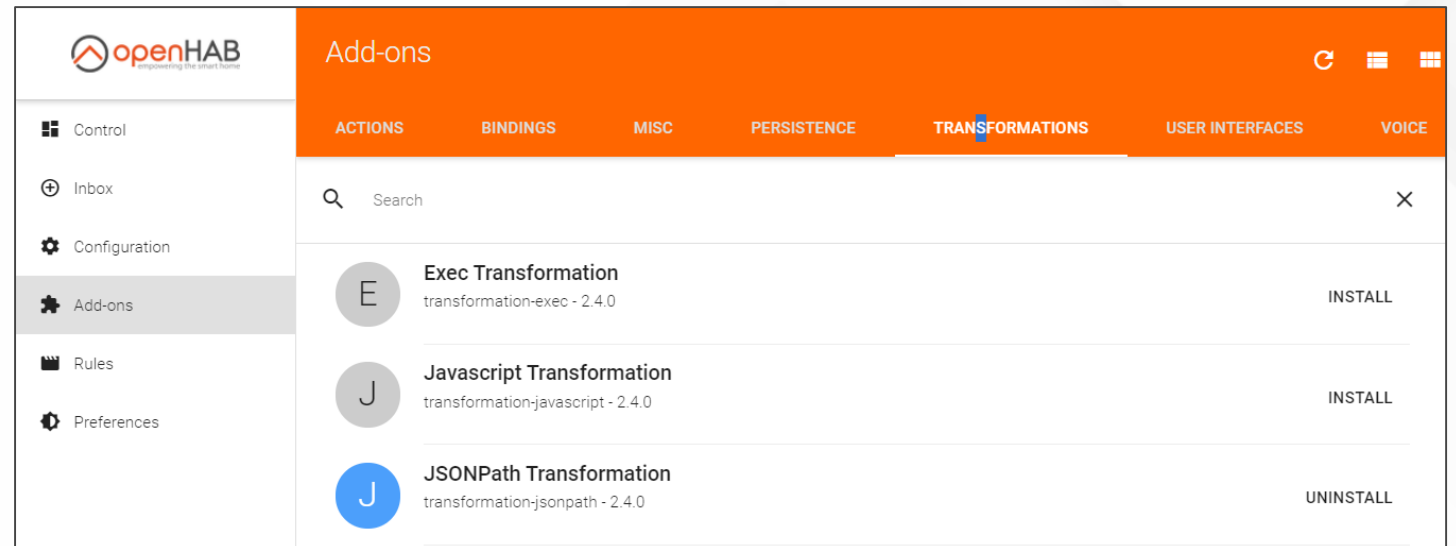 openHAB
empowering the smart home
Add-ons
ACTIONS BINDINGS MISC PERSISTENCE TRANSFORMATIONS USER INTERFACES VOICE
Control
Inbox
Configuration
Add-ons
Rules
Preferences
Search
E
Exec Transformation
transformation-exec - 2.4.0
INSTALL
J
Javascript Transformation
transformation-javascript - 2.4.0
INSTALL
J
JSONPath Transformation
transformation-jsonpath - 2.4.0
UNINSTALL